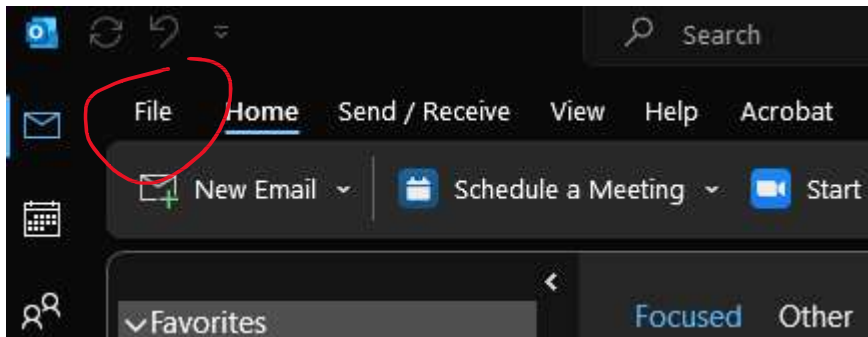 Search
File Home Send / Receive View Help Acrobat
New Email Schedule a Meeting Start
Favorites
Focused Other